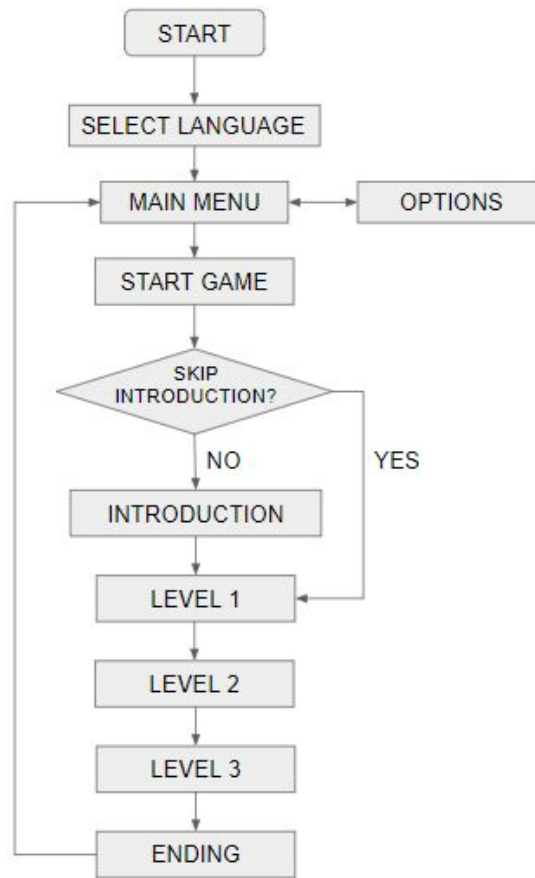 START
SELECT LANGUAGE
MAIN MENU
OPTIONS
START GAME
SKIP
INTRODUCTION?
NO
YES
INTRODUCTION
LEVEL 1
LEVEL 2
LEVEL 3
ENDING